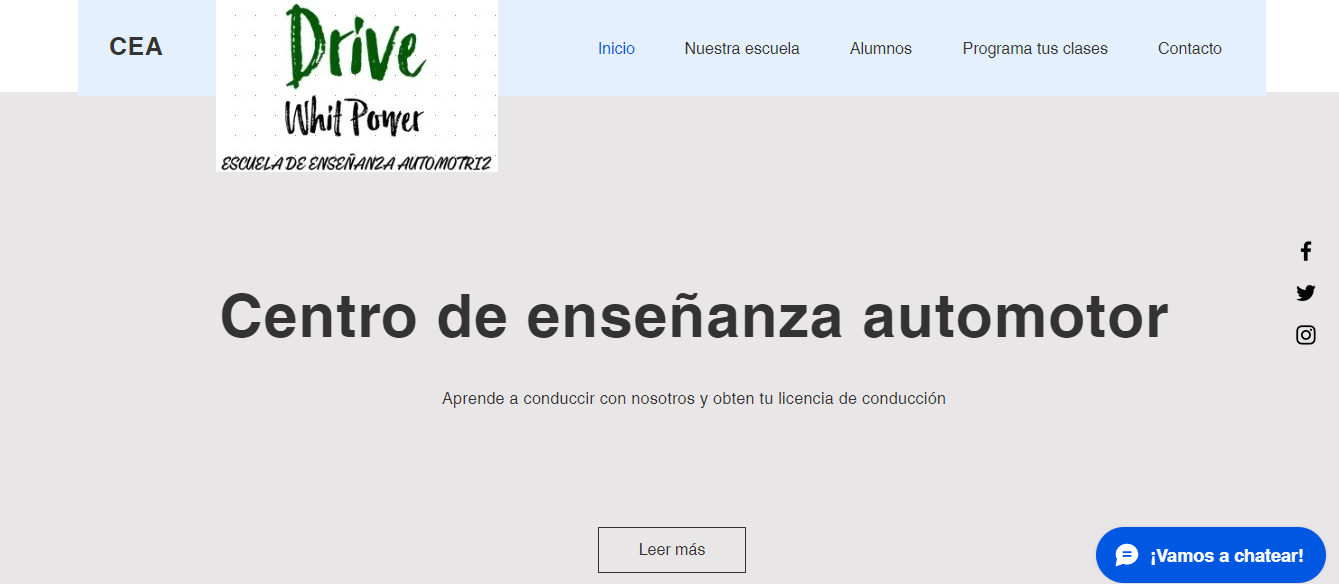 CEA
Drive
Whit Power
ESCUELA DE ENSEÑANZA AUTOMOTRIZ
Inicio
Nuestra escuela
Alumnos
Programa tus clases
Contacto
Centro de enseñanza automotor
Aprende a conduccir con nosotros y obten tu licencia de conducción
Leer más
¡Vamos a chatear!